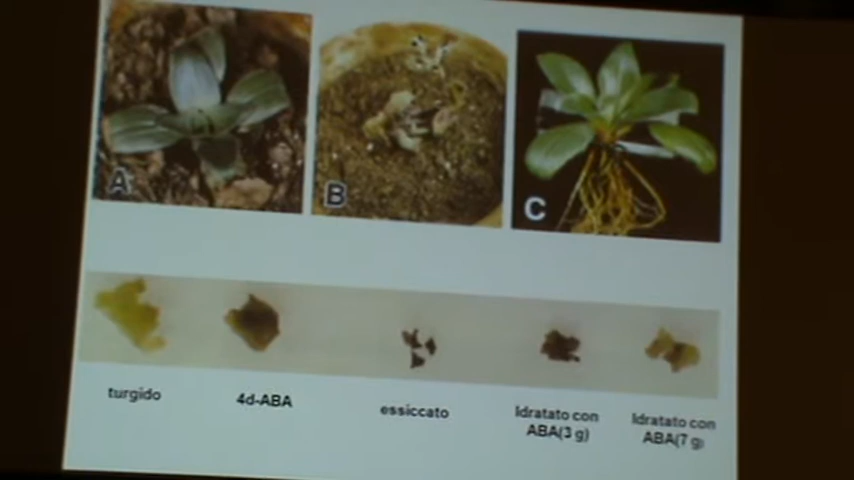 A
B
C
turgido
4d-ABA
essiccato
Idratato con
ABA(3 g)
Idratato con
ABA(7 g)